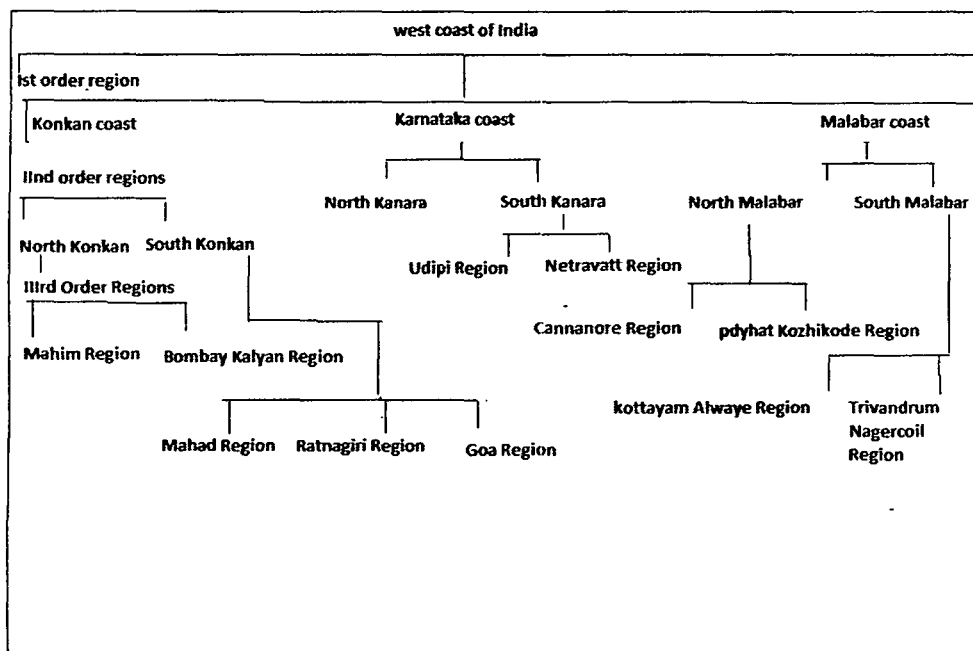 west coast of India
Ist order region
Konkan coast
Karnataka coast
Malabar coast
IInd order regions
North Kanara
South Kanara
North Malabar
South Malabar
North Konkan
South Konkan
Udipi Region
Netravatt Region
IIIrd Order Regions
Cannanore Region
pdyhat Kozhikode Region
Mahim Region
Bombay Kalyan Region
kottayam Alwaye Region
Trivandrum
Nagercoil
Region
Mahad Region
Ratnagiri Region
Goa Region